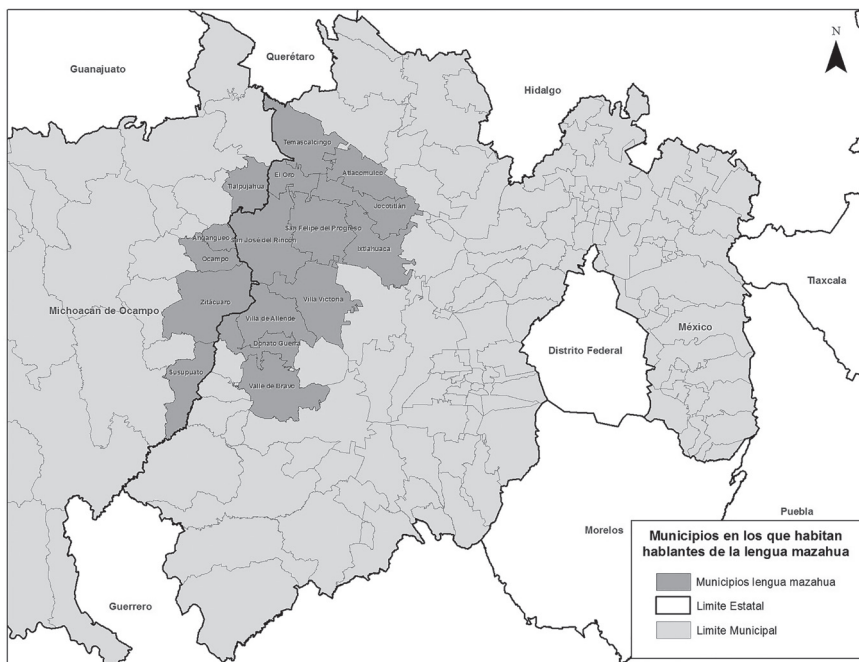 Querétaro
N
Guanajuato
Hidalgo
Temascalcingo
Atlacomulco
El Oro
Tlalpujahua
Jocotitlán
San Felipe del Progreso
Angangueo
San José del Rincon
Ixtlahuaca
Ocampo
Tlaxcala
Zitácuaro
Villa Victoria
Michoacán de Ocampo
Villa de Allende
México
Donato Guerra
Distrito Federal
Susupuato
Valle de Bravo
Puebla
Morelos
Guerrero
Municipios en los que habitan
hablantes de la lengua mazahua
Municipios lengua mazahua
Limite Estatal
Limite Municipal